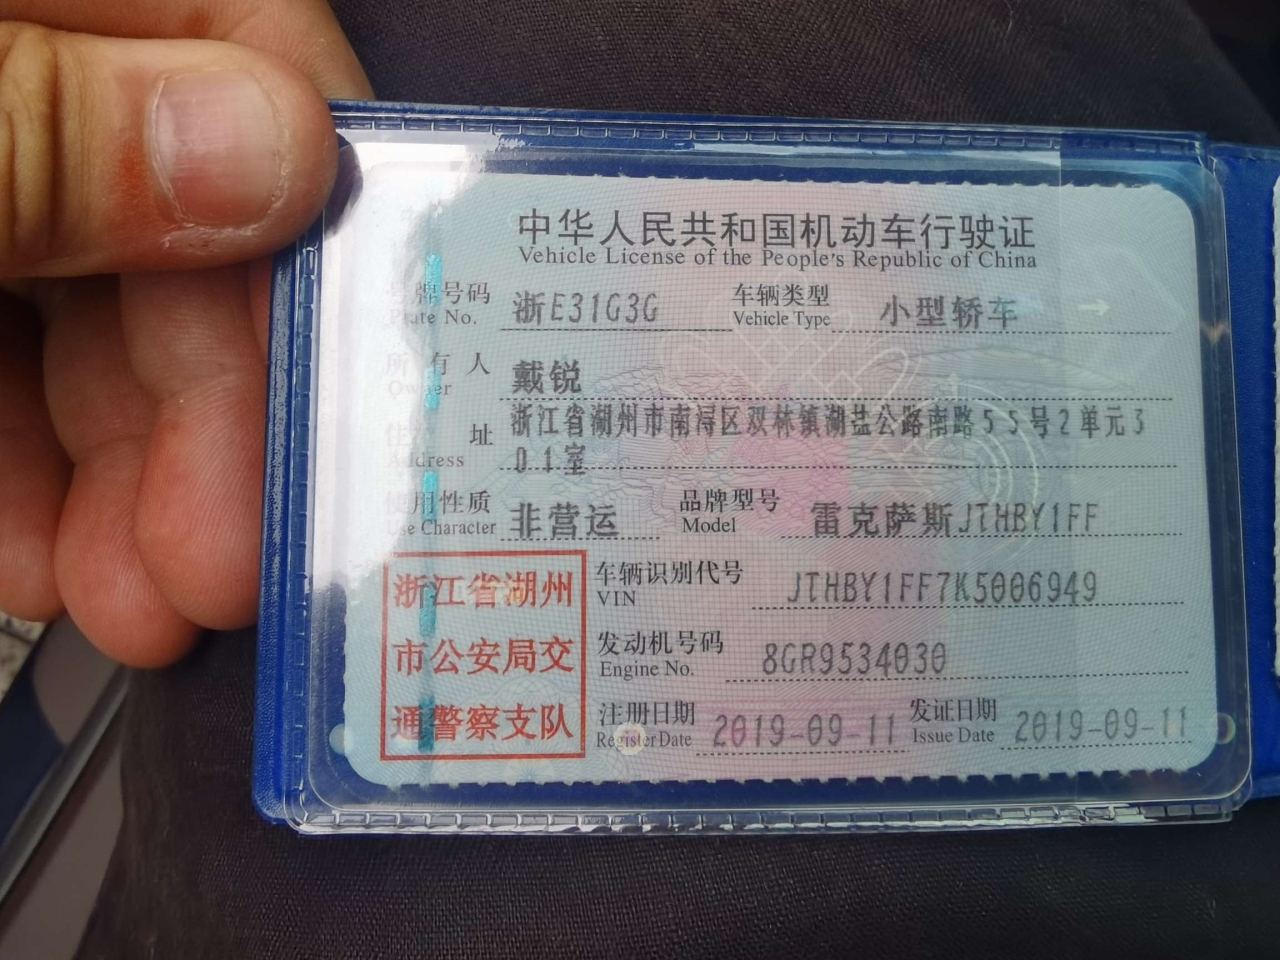 中华人民共和国机动车行驶证
Vehicle License of the People's Republic of China
号牌号码 浙E31G3G 车辆类型 小型轿车
Plate No. Vehicle Type
所有人 戴锐
Owner
住址 浙江省湖州市南浔区双林镇湖盐公路南路55号2单元3
Address 01室
使用性质 非营运 品牌型号 雷克萨斯JTHBY1FF
Use Character Model
浙江省湖州
市公安局交
通警察支队
车辆识别代号 JTHBY1FF7K5006949
VIN
发动机号码 8GR9534030
Engine No.
注册日期 2019-09-11 发证日期 2019-09-11
Register Date Issue Date